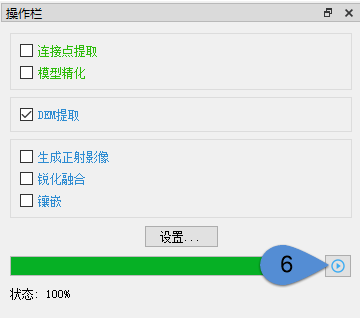 操作栏
连接点提取
模型精化
DEM提取
生成正射影像
锐化融合
镶嵌
设置...
6
状态: 100%